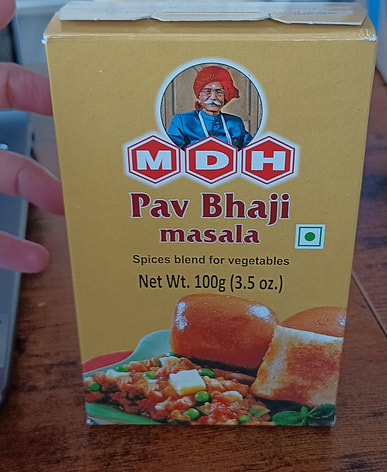 MDH
Pav Bhaji
masala
Spices blend for vegetables
Net Wt. 100g (3.5 oz.)